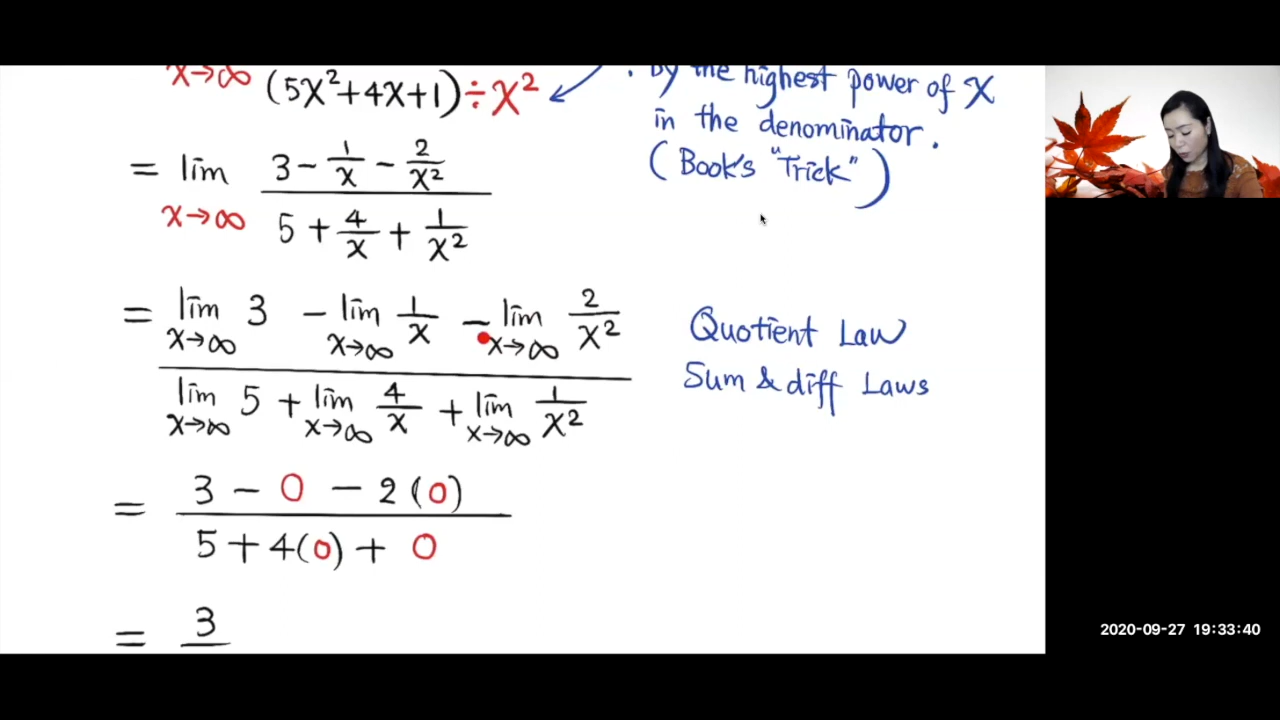 x→∞ (5x²+4x+1)÷x²
. By the highest power of x
in the denominator.
(Book's "Trick")
= lim 3 - 1/x - 2/x²
x→∞ 5 + 4/x + 1/x²
= lim x→∞ 3 - lim x→∞ 1/x - lim x→∞ 2/x²
lim x→∞ 5 + lim x→∞ 4/x + lim x→∞ 1/x²
Quotient Law
Sum & diff Laws
= 3 - 0 - 2(0)
5 + 4(0) + 0
= 3
2020-09-27 19:33:40